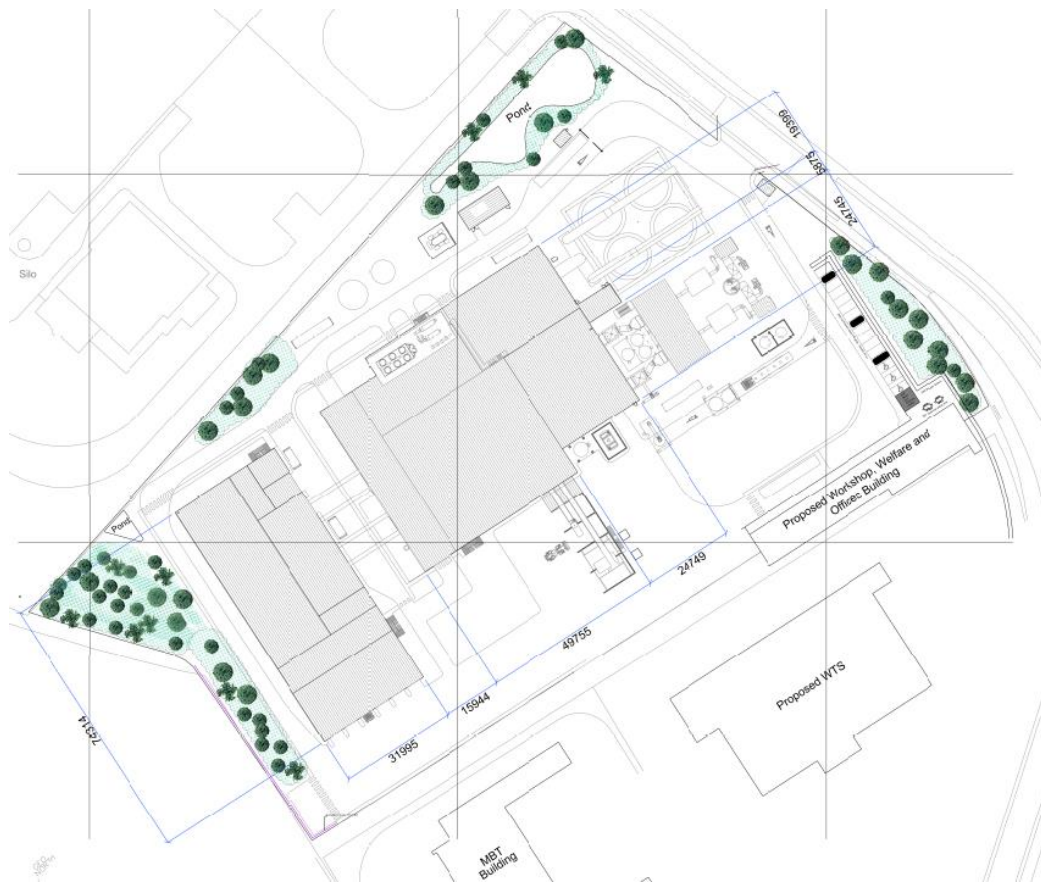 Pond
19399
6875
24745
Silo
Proposed Workshop, Welfare and
Offices Building
Pond
24749
49755
Proposed WTS
15944
31995
74314
MBT
Building